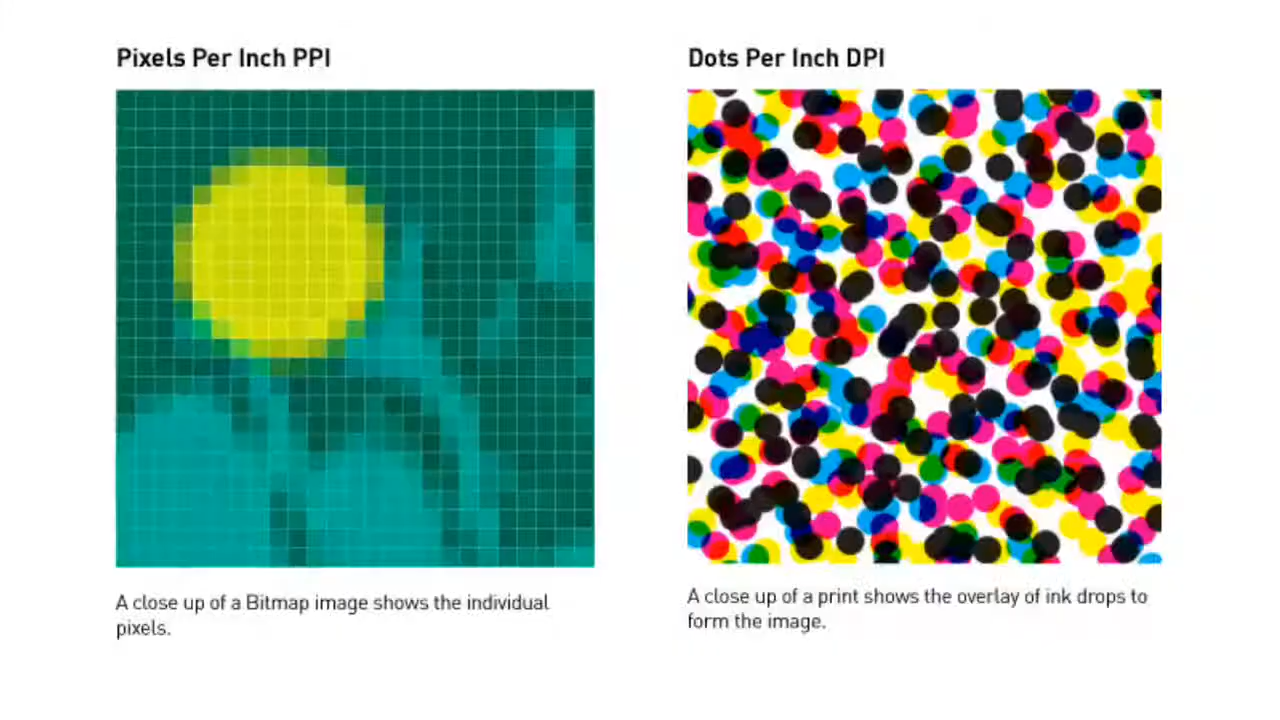 Pixels Per Inch PPI
A close up of a Bitmap image shows the individual
pixels.
Dots Per Inch DPI
A close up of a print shows the overlay of ink drops to
form the image.